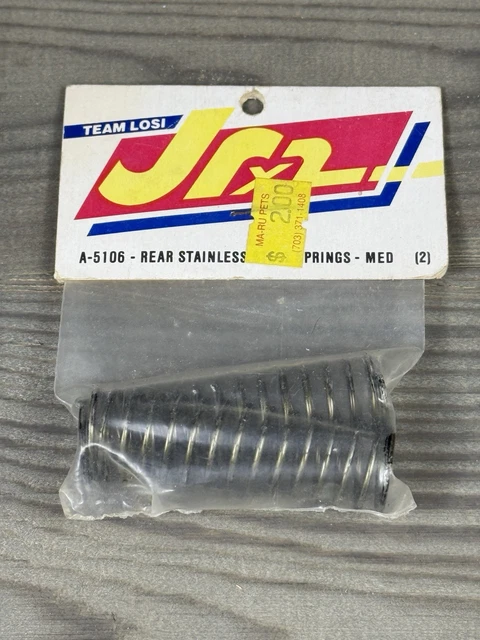 TEAM LOSI
Jrx2
MA-RU PETS
$ 2.00
(703) 371-1408
A-5106 - REAR STAINLESS PRINGS - MED (2)